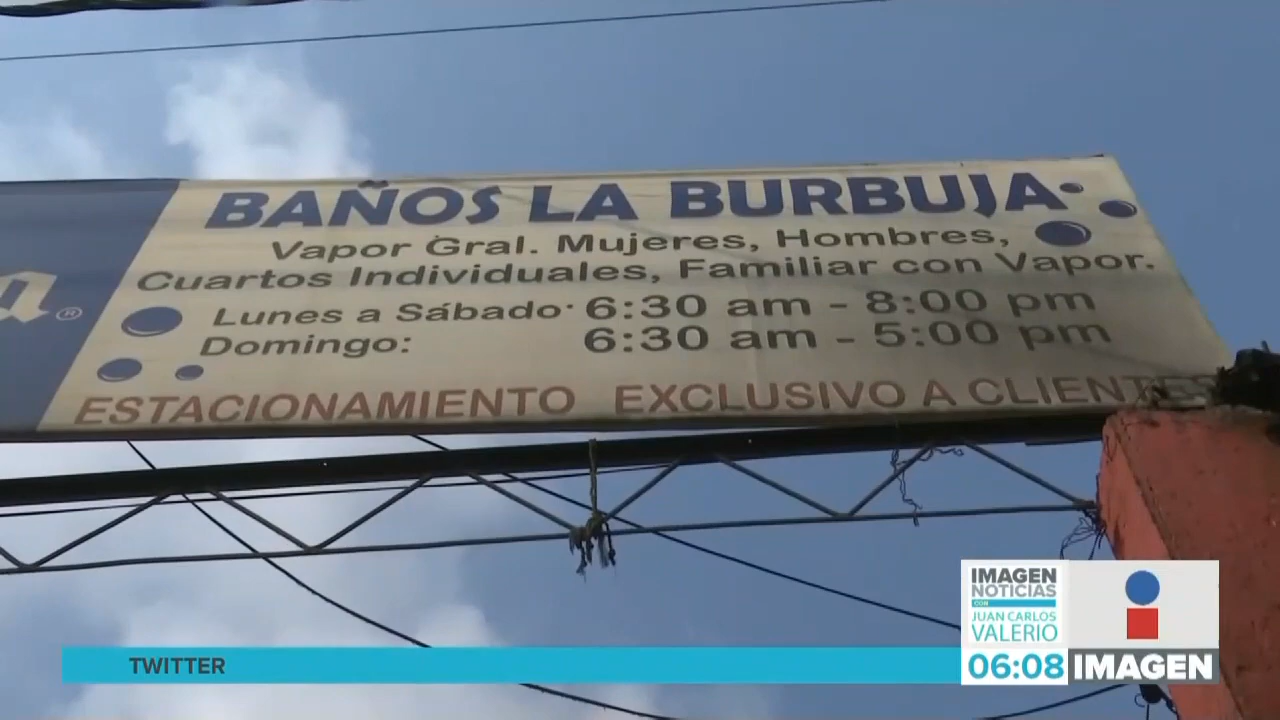 BAÑOS LA BURBUJA
Vapor Gral. Mujeres, Hombres,
Cuartos Individuales, Familiar con Vapor.
Lunes a Sábado 6:30 am - 8:00 pm
Domingo: 6:30 am - 5:00 pm
ESTACIONAMIENTO EXCLUSIVO A CLIENTES
IMAGEN
NOTICIAS
CON
JUAN CARLOS
VALERIO
TWITTER
06:08 IMAGEN